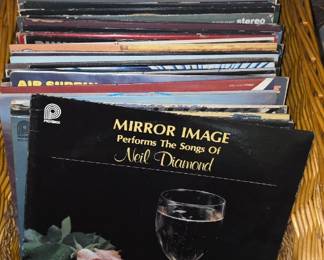 stereo
AIR SUPPLY
MIRROR IMAGE
Performs The Songs Of
Neil Diamond